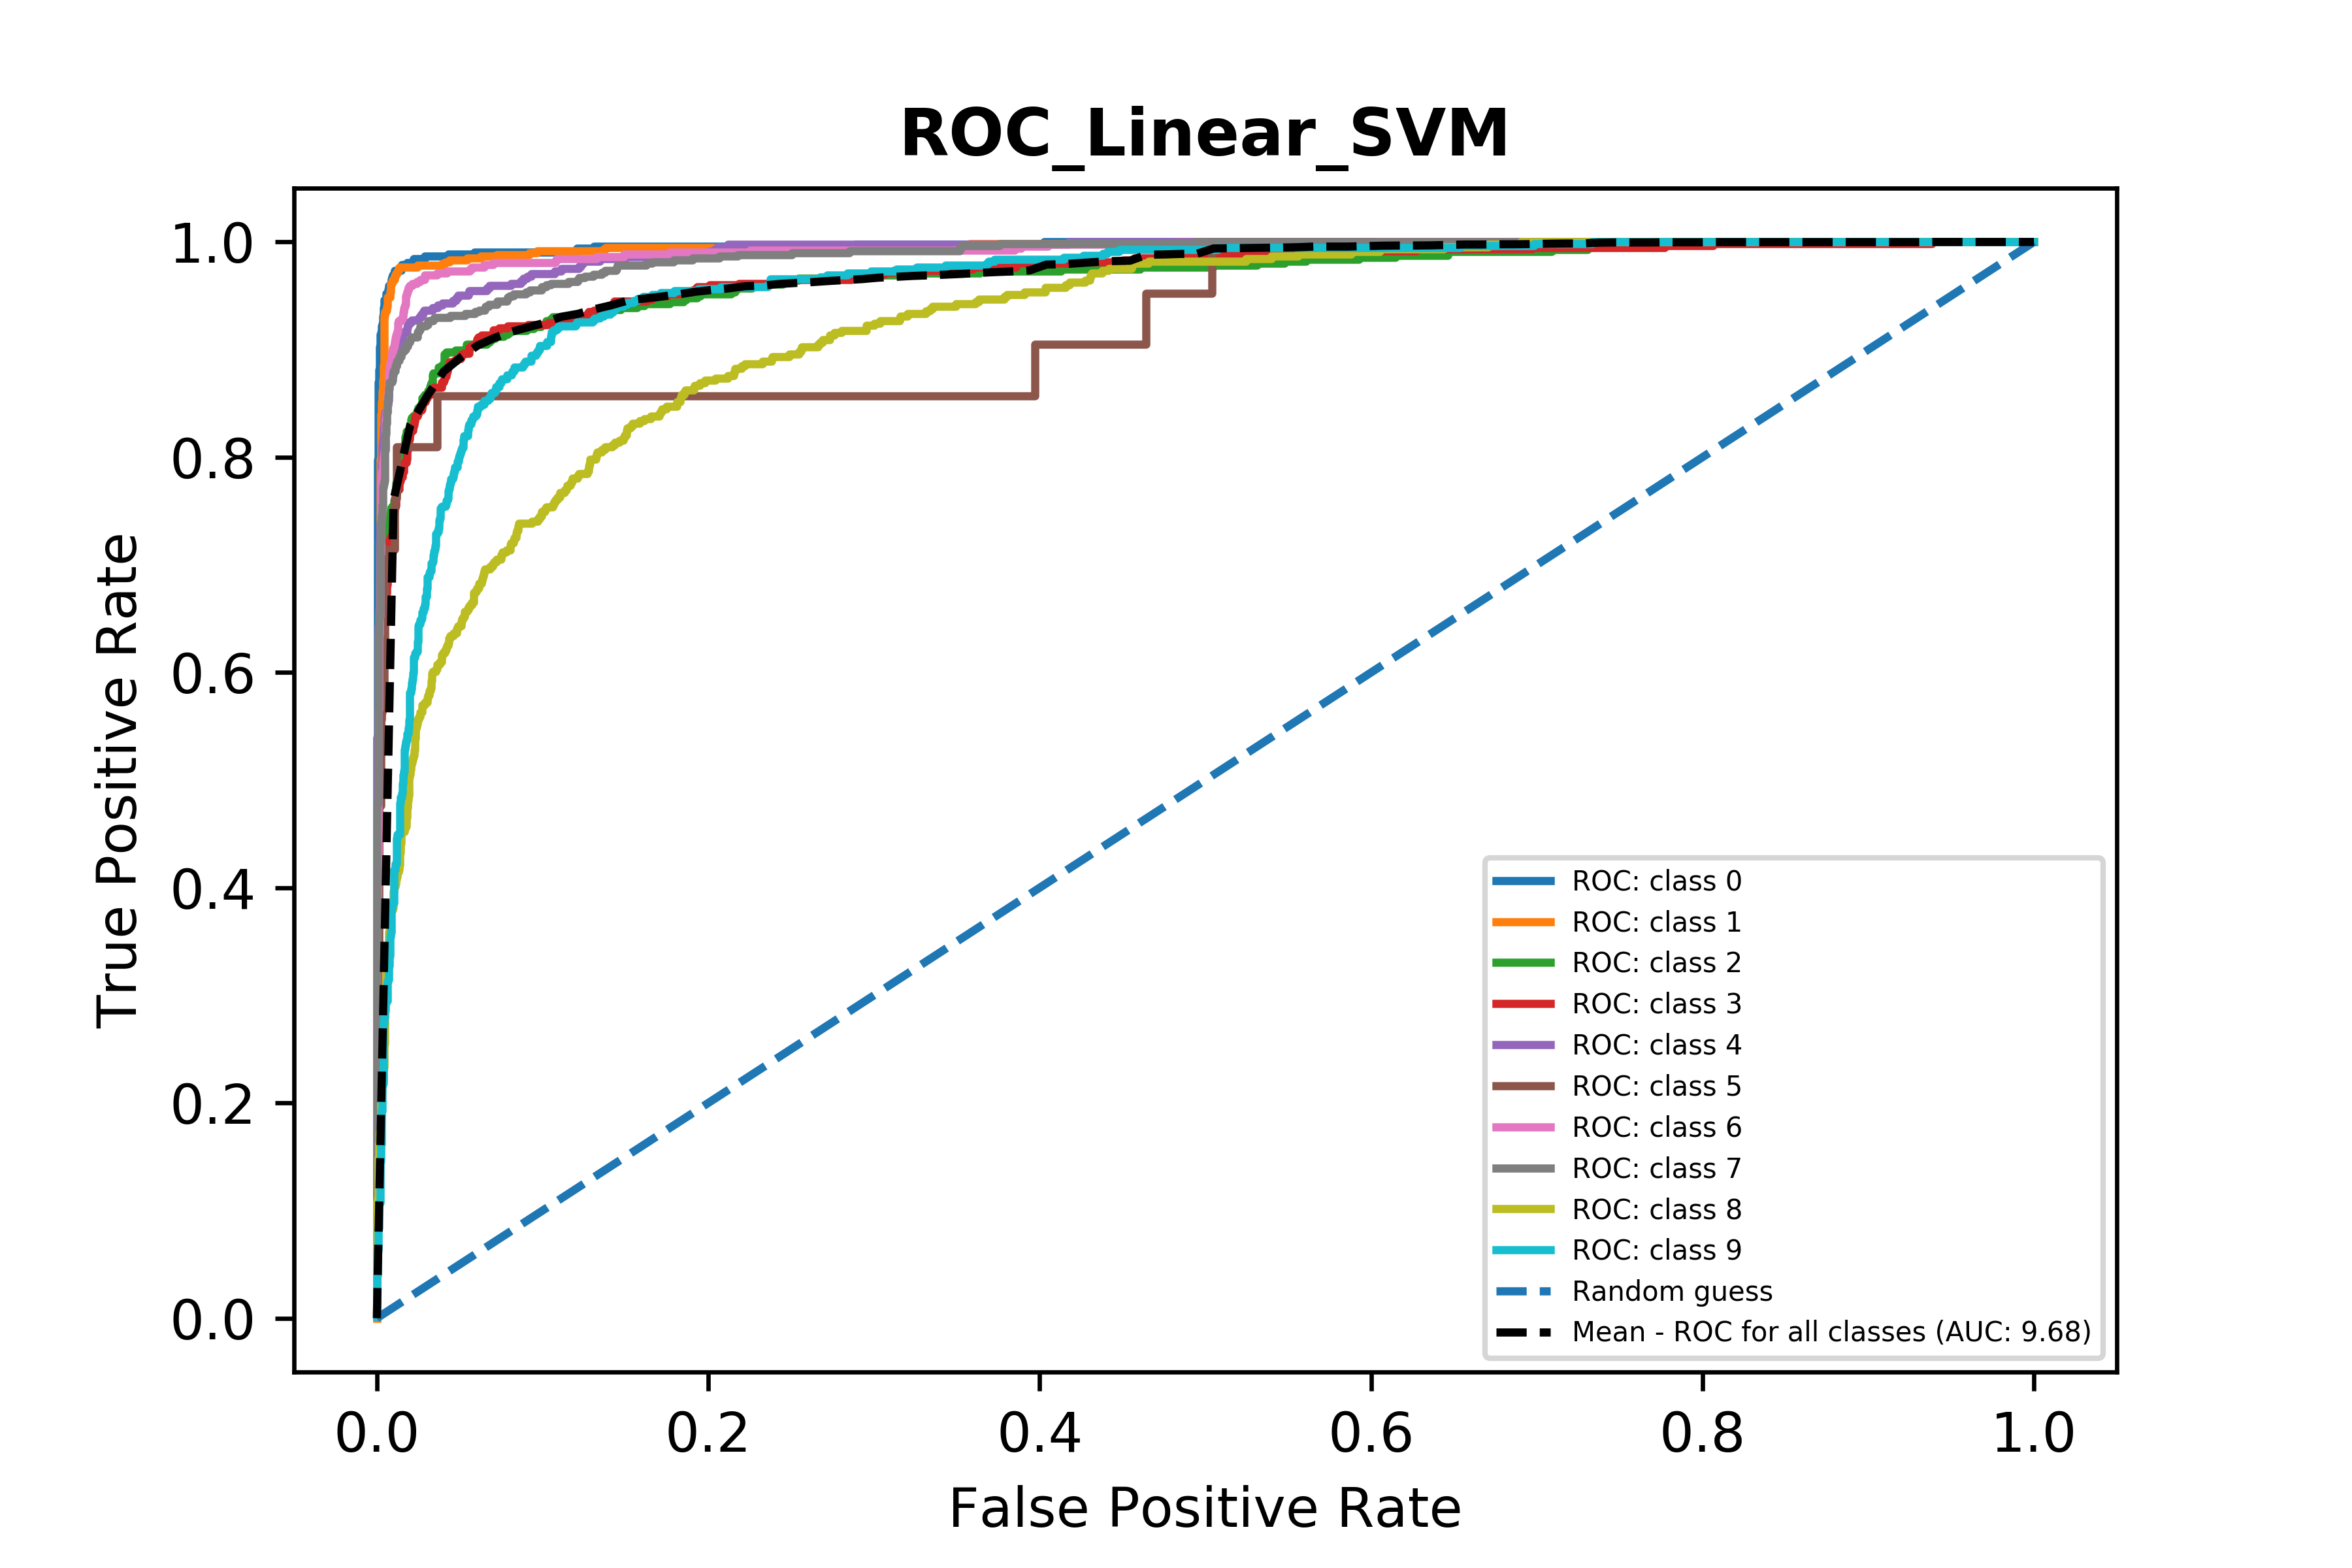 ROC_Linear_SVM
1.0
0.8
0.6
0.4
0.2
0.0
True Positive Rate
ROC: class 0
ROC: class 1
ROC: class 2
ROC: class 3
ROC: class 4
ROC: class 5
ROC: class 6
ROC: class 7
ROC: class 8
ROC: class 9
Random guess
Mean - ROC for all classes (AUC: 9.68)
0.0 0.2 0.4 0.6 0.8 1.0
False Positive Rate